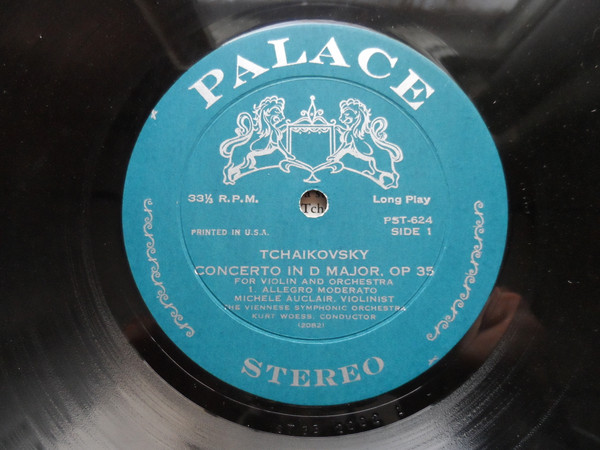 PALACE
33⅓ R.P.M.
Long Play
Tch
PST-624
PRINTED IN U.S.A.
SIDE 1
TCHAIKOVSKY
CONCERTO IN D MAJOR, OP 35
FOR VIOLIN AND ORCHESTRA
1. ALLEGRO MODERATO
MICHELE AUCLAIR, VIOLINIST
THE VIENNESE SYMPHONIC ORCHESTRA
KURT WOESS, CONDUCTOR
(2082)
STEREO